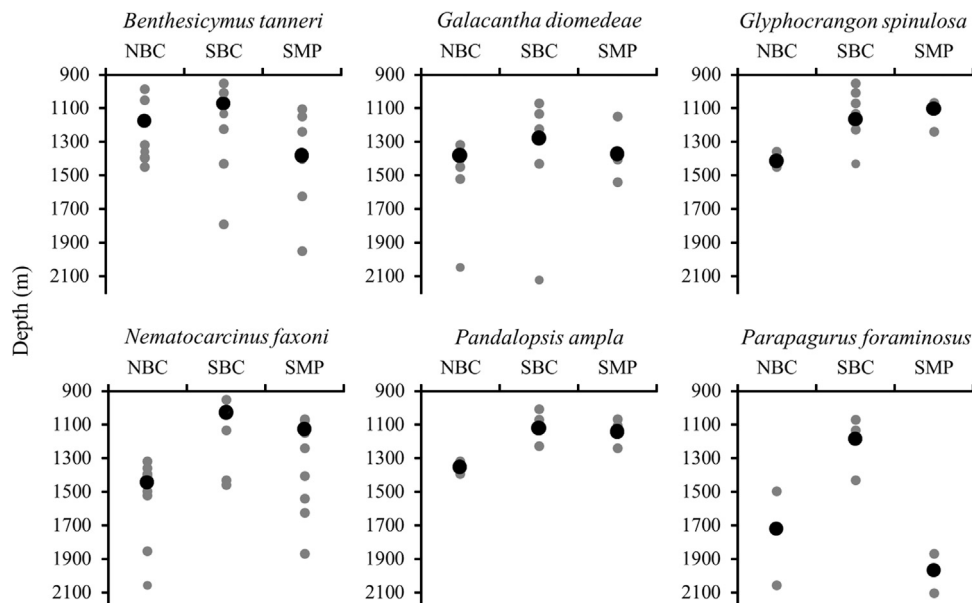 Benthesicymus tanneri Galacantha diomedeae Glyphocrangon spinulosa
NBC SBC SMP NBC SBC SMP NBC SBC SMP
900 900 900
1100 1100 1100
1300 1300 1300
1500 1500 1500
1700 1700 1700
1900 1900 1900
2100 2100 2100
Depth (m)
Nematocarcinus faxoni Pandalopsis ampla Parapagurus foraminosus
NBC SBC SMP NBC SBC SMP NBC SBC SMP
900 900 900
1100 1100 1100
1300 1300 1300
1500 1500 1500
1700 1700 1700
1900 1900 1900
2100 2100 2100